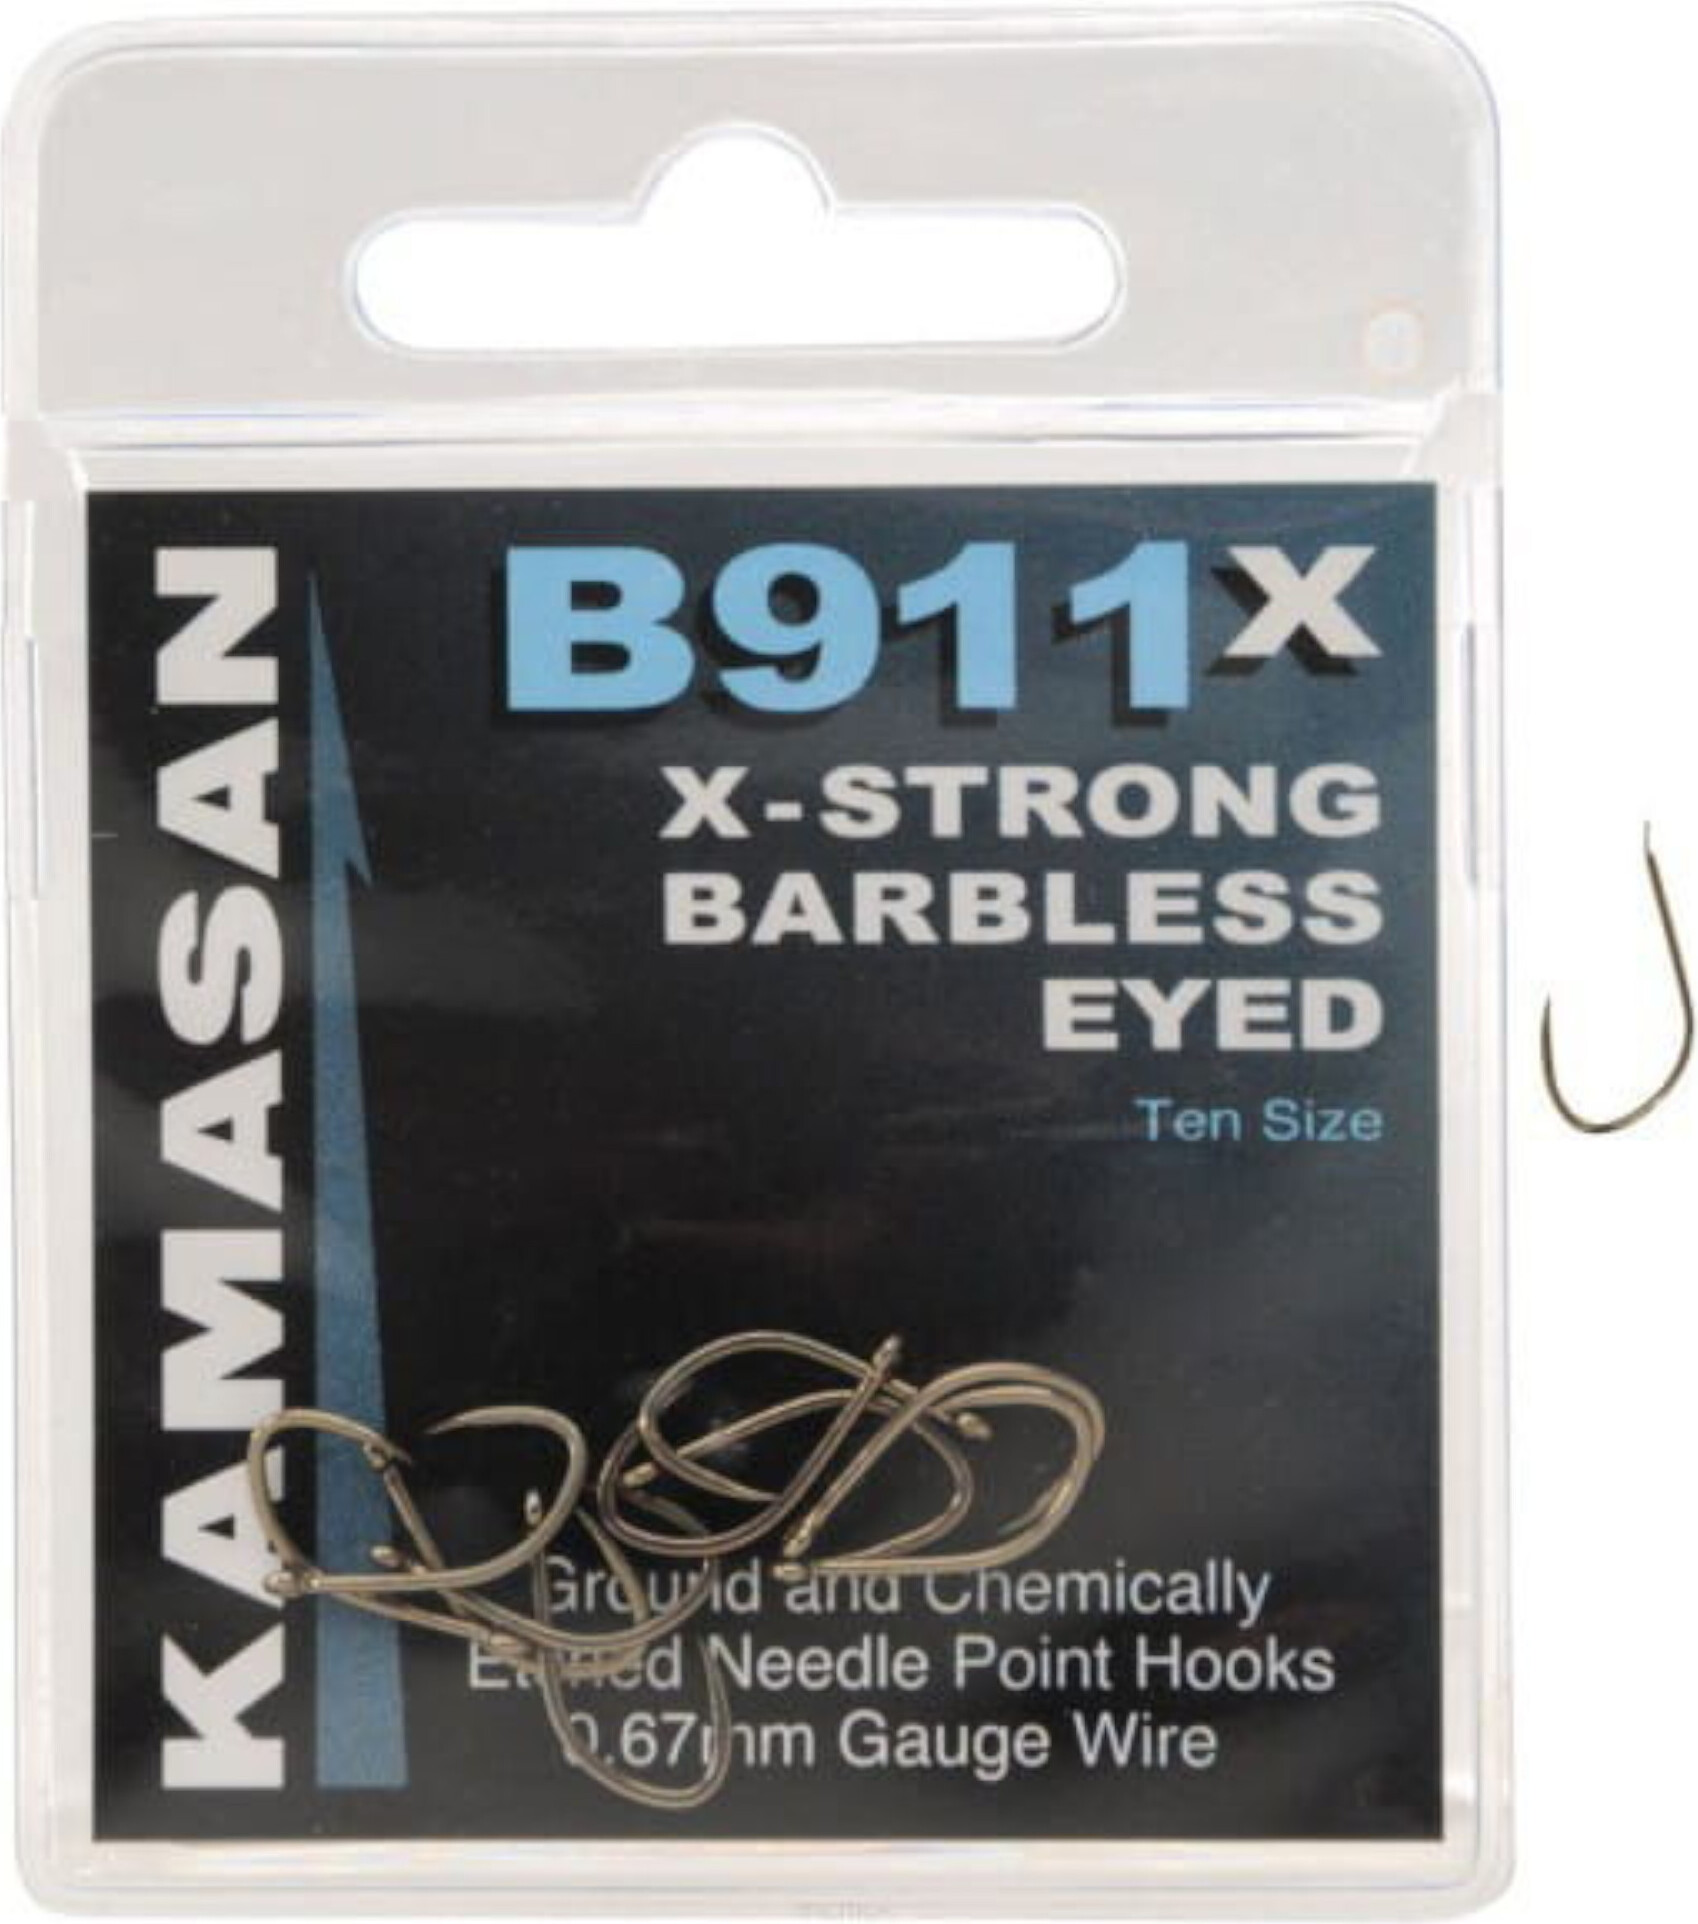 KAMASAN
B911X
X-STRONG
BARBLESS
EYED
Ten Size
Ground and Chemically
Etched Needle Point Hooks
0.67mm Gauge Wire